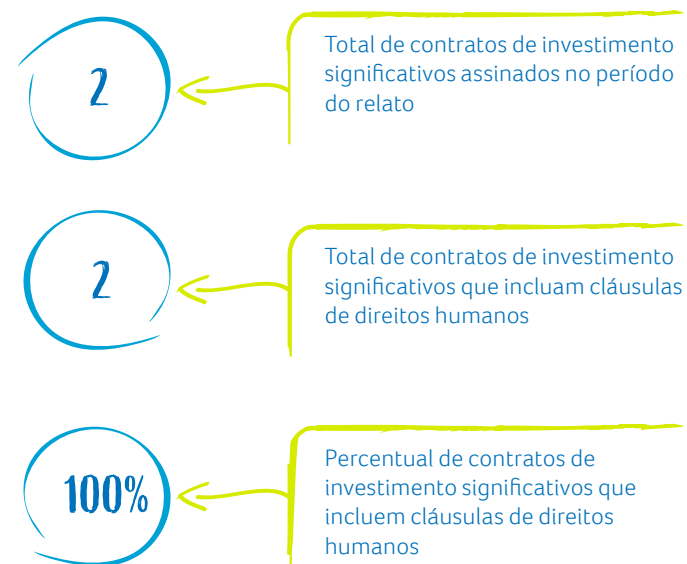 2
Total de contratos de investimento
significativos assinados no período
do relato
2
Total de contratos de investimento
significativos que incluam cláusulas
de direitos humanos
100%
Percentual de contratos de
investimento significativos que
incluem cláusulas de direitos
humanos